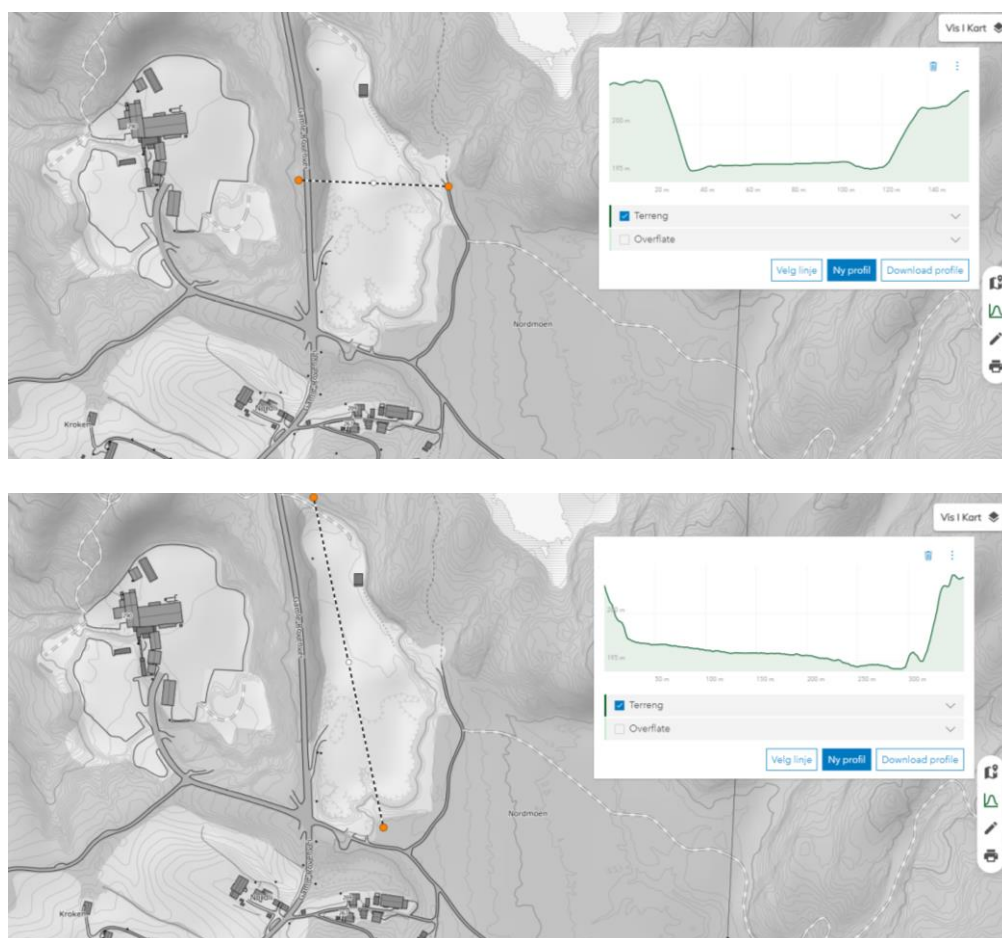 Vis I Kart
200 m
195 m
20 m 40 m 60 m 80 m 100 m 120 m 140 m
Terreng
Overflate
Velg linje Ny profil Download profile
Nordmoen
Kroken
Vis I Kart
200 m
195 m
50 m 100 m 150 m 200 m 250 m 300 m
Terreng
Overflate
Velg linje Ny profil Download profile
Nordmoen
Kroken